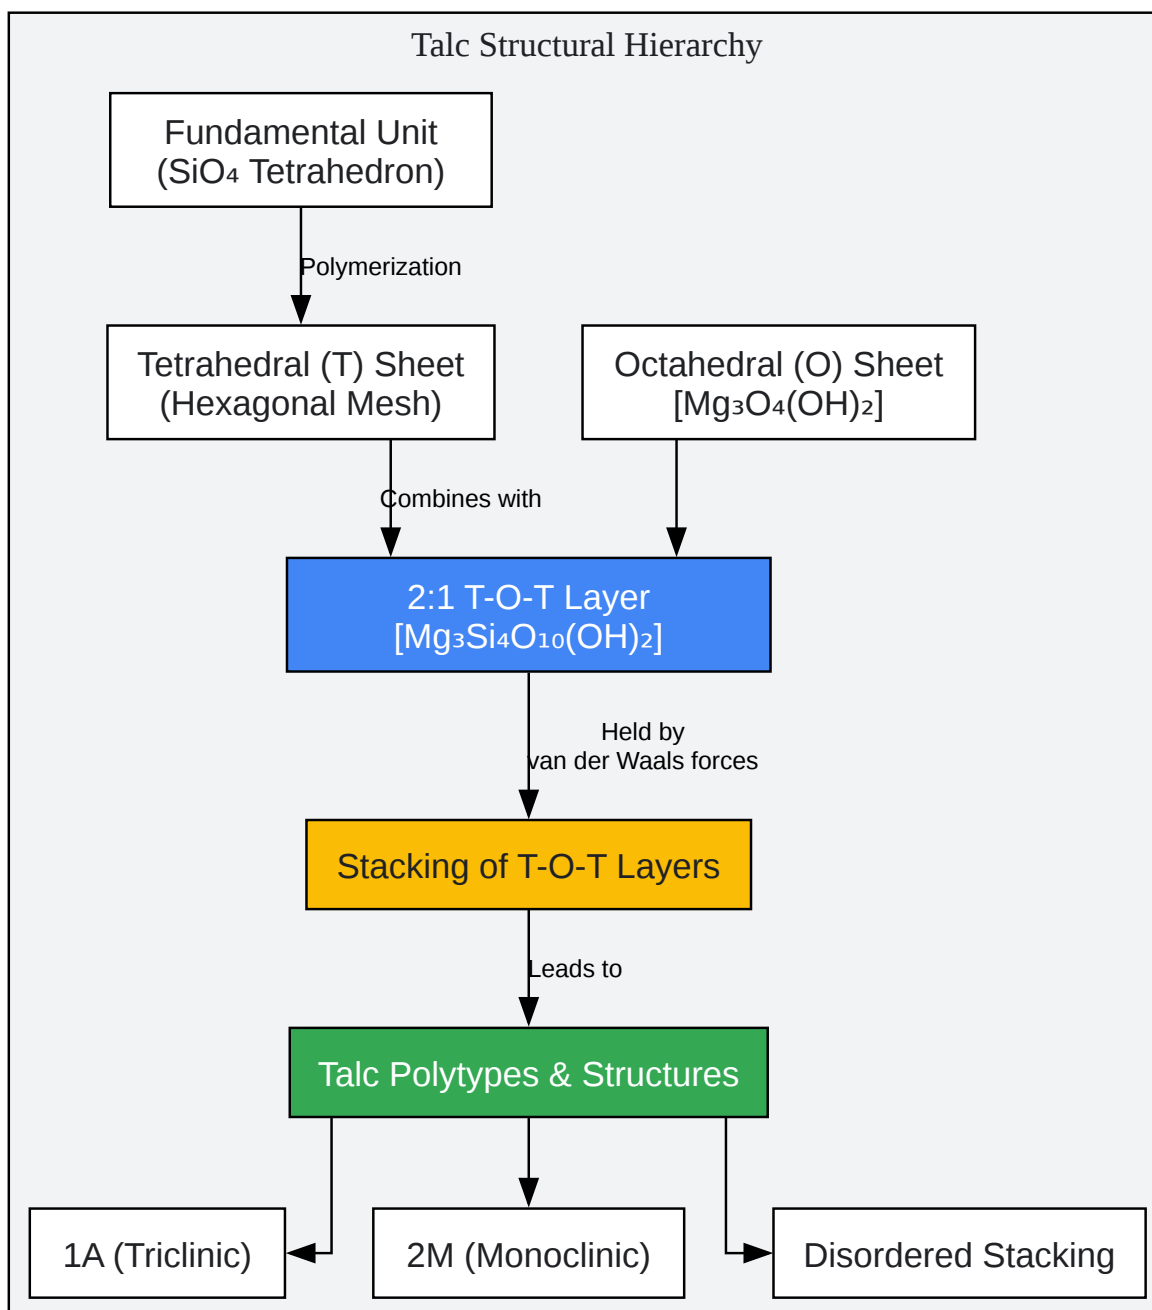 Talc Structural Hierarchy
Fundamental Unit
(SiO₄ Tetrahedron)
Polymerization
Tetrahedral (T) Sheet
(Hexagonal Mesh)
Octahedral (O) Sheet
[Mg₃O₄(OH)₂]
Combines with
2:1 T-O-T Layer
[Mg₃Si₄O₁₀(OH)₂]
Held by
van der Waals forces
Stacking of T-O-T Layers
Leads to
Talc Polytypes & Structures
1A (Triclinic)
2M (Monoclinic)
Disordered Stacking